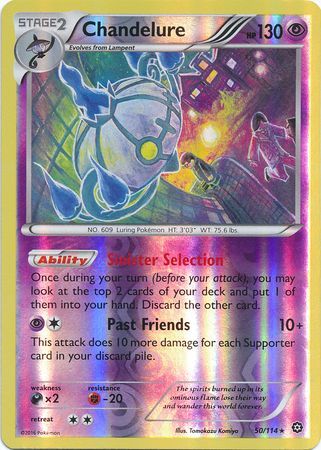 STAGE2
Chandelure
HP130
Evolves from Lampent
NO. 609 Luring Pokémon HT: 3'03" WT: 75.6 lbs.
Ability Sinister Selection
Once during your turn (before your attack), you may
look at the top 2 cards of your deck and put 1 of
them into your hand. Discard the other card.
Past Friends 10+
This attack does 10 more damage for each Supporter
card in your discard pile.
weakness resistance
×2 -20
retreat
The spirits burned up in its
ominous flame lose their way
and wander this world forever.
©2016 Pokémon
Illus. Tomokazu Komiya
50/114★